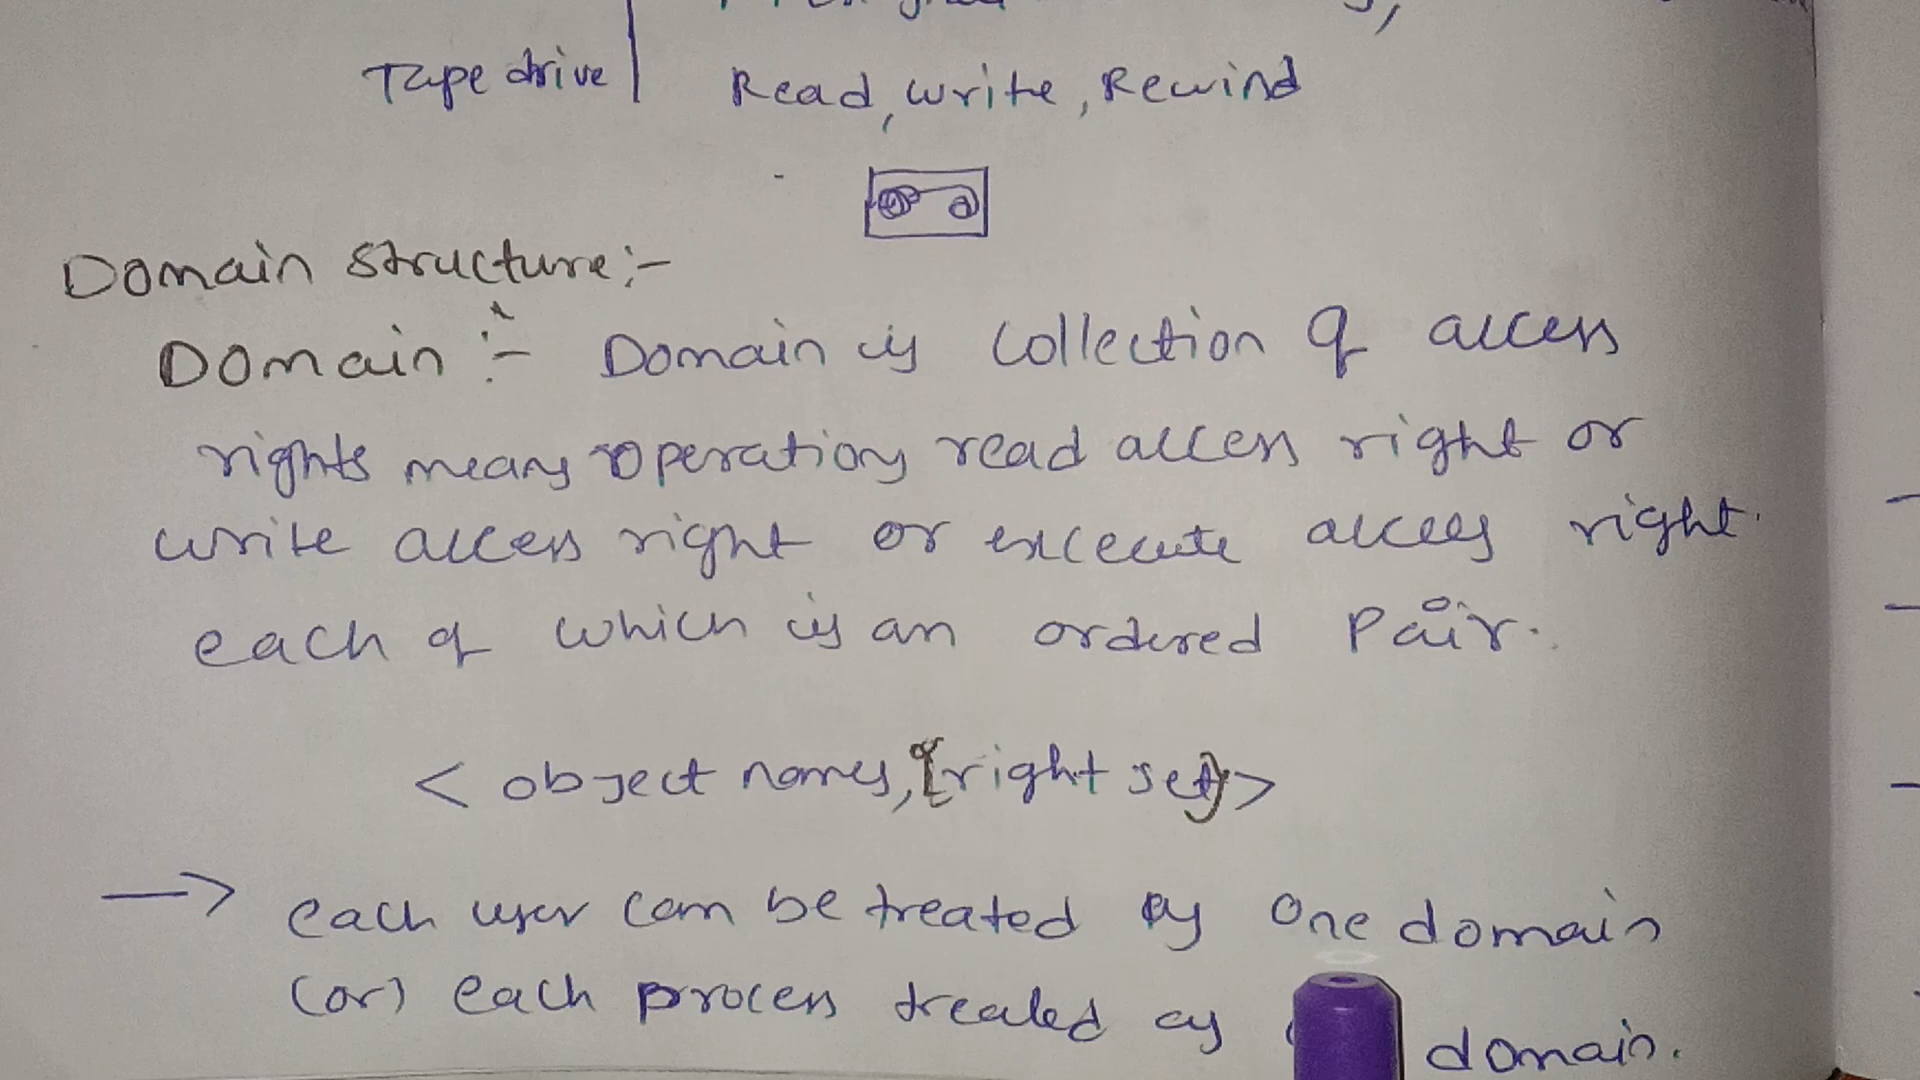 Tape drive | Read, write, Rewind
Domain structure:-
Domain :- Domain is collection of access
rights means operations read access right or
write access right or excecute access right.
each of which is an ordered Pair.
< object names, {right set}>
→ each user can be treated as one domain
(or) each process treated as domain.